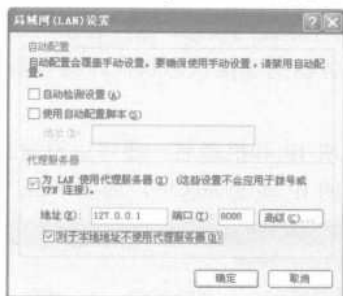 局域网(LAN)设置
自动配置
自动配置会覆盖手动设置。要确保使用手动设置，请禁用自动配置。
自动检测设置(A)
使用自动配置脚本(S)
地址(R):
代理服务器
为 LAN 使用代理服务器(X) (这些设置不会应用于拨号或
VPN 连接)。
地址(E): 127.0.0.1 端口(T): 8088 高级(C)...
对于本地地址不使用代理服务器(B)
确定 取消